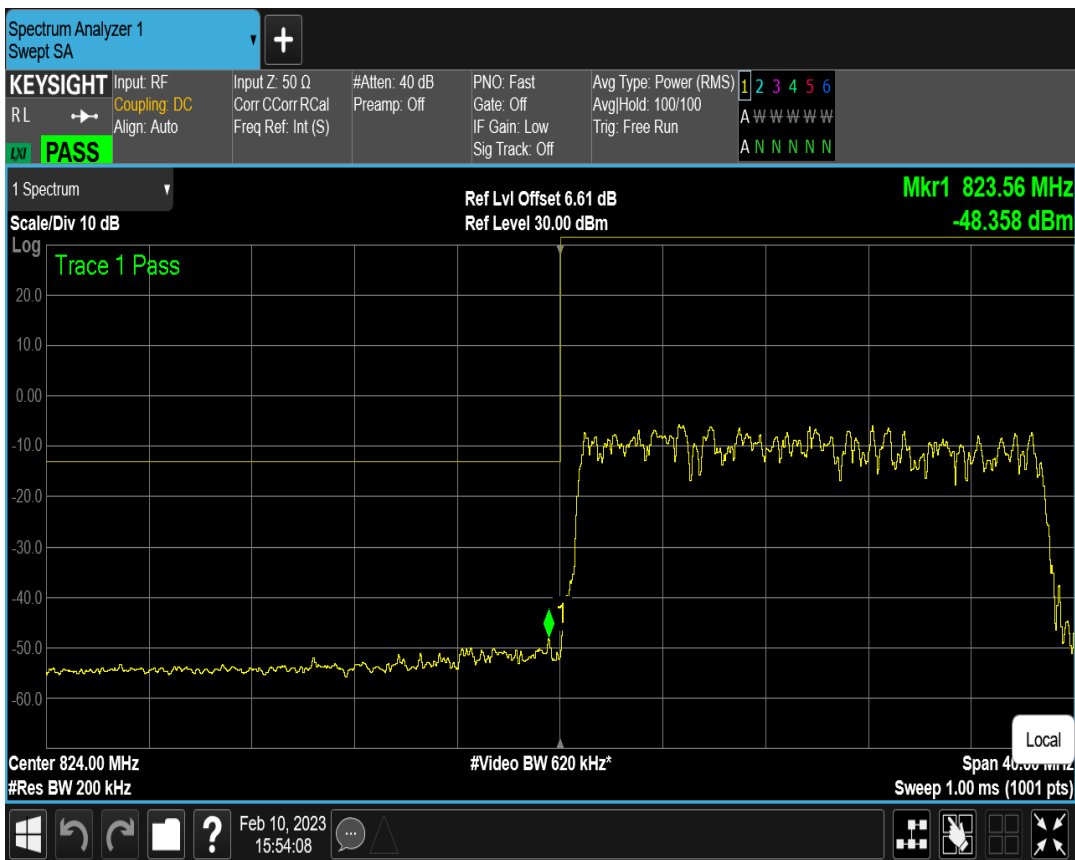 Spectrum Analyzer 1
Swept SA
+
KEYSIGHT
RL
LXI
PASS
Input: RF
Coupling: DC
Align: Auto
Input Z: 50 Ω
Corr CCorr RCal
Freq Ref: Int (S)
#Atten: 40 dB
Preamp: Off
PNO: Fast
Gate: Off
IF Gain: Low
Sig Track: Off
Avg Type: Power (RMS)
Avg|Hold: 100/100
Trig: Free Run
1 2 3 4 5 6
A W W W W W
A N N N N N
1 Spectrum
Scale/Div 10 dB
Ref Lvl Offset 6.61 dB
Ref Level 30.00 dBm
Mkr1 823.56 MHz
-48.358 dBm
Log
Trace 1 Pass
20.0
10.0
0.00
-10.0
-20.0
-30.0
-40.0
1
-50.0
-60.0
Local
Center 824.00 MHz
#Video BW 620 kHz*
Span 40.00 MHz
#Res BW 200 kHz
Sweep 1.00 ms (1001 pts)
?
Feb 10, 2023
15:54:08